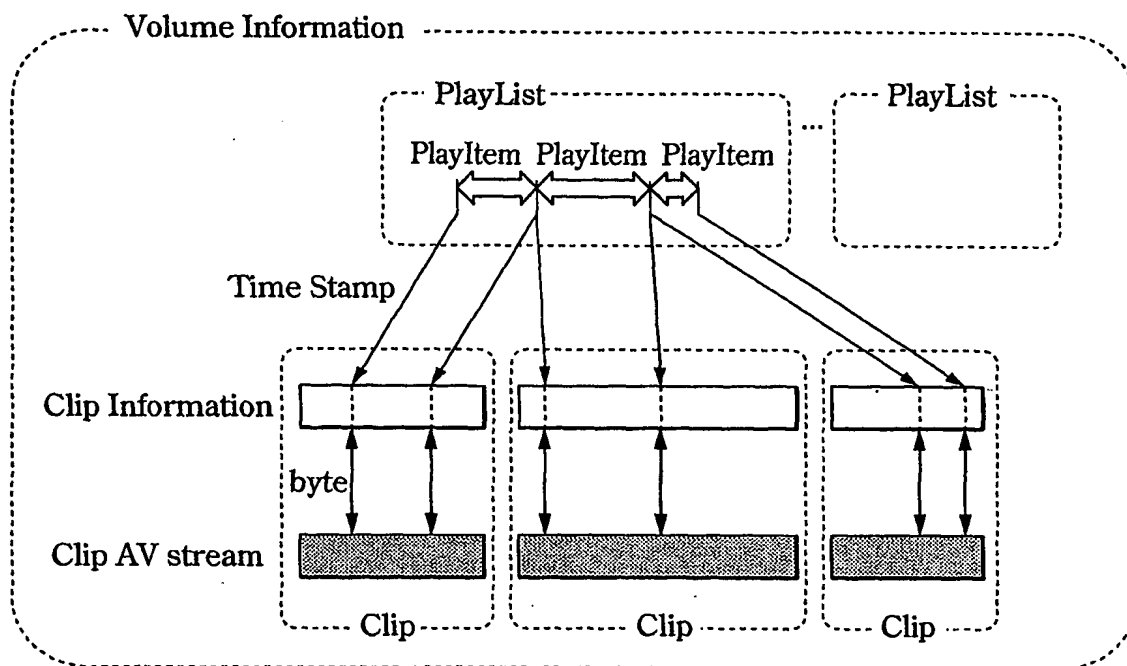 Volume Information
PlayList
PlayList
...
PlayItem PlayItem PlayItem
Time Stamp
Clip Information
byte
Clip AV stream
Clip
Clip
Clip